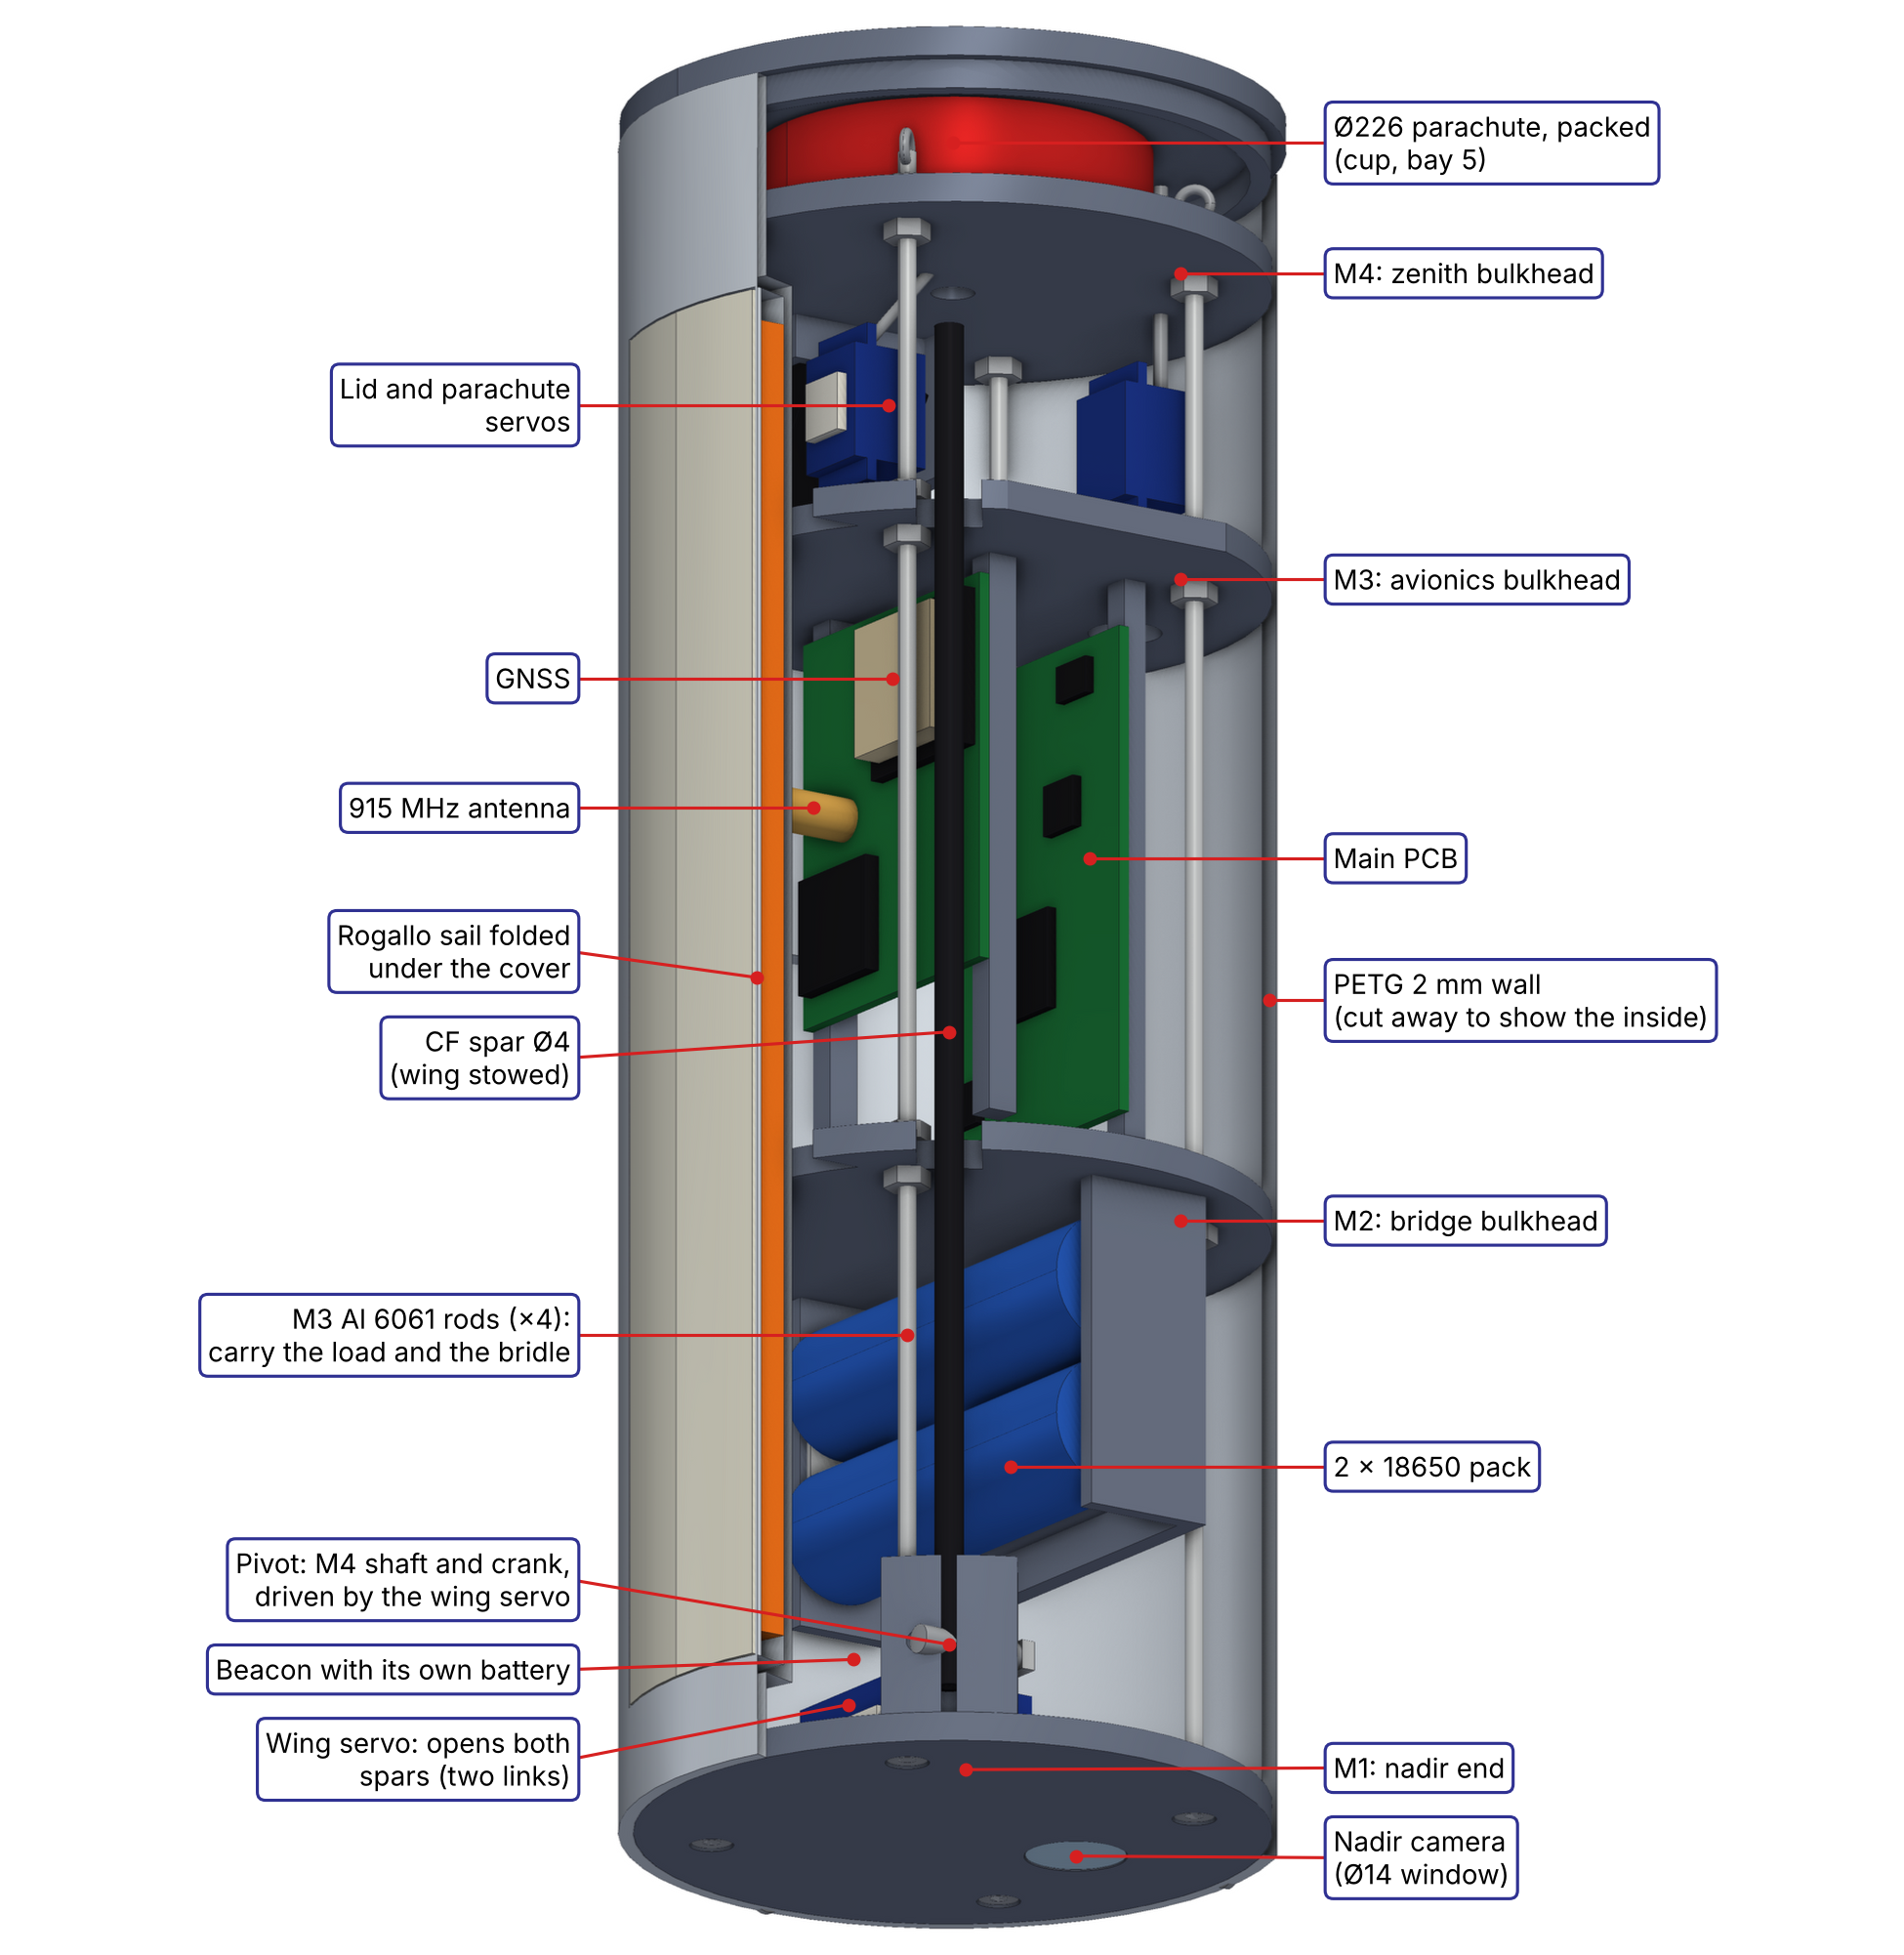 Ø226 parachute, packed
(cup, bay 5)
M4: zenith bulkhead
Lid and parachute
servos
M3: avionics bulkhead
GNSS
915 MHz antenna
Main PCB
Rogallo sail folded
under the cover
PETG 2 mm wall
(cut away to show the inside)
CF spar Ø4
(wing stowed)
M2: bridge bulkhead
M3 Al 6061 rods (×4):
carry the load and the bridle
2 × 18650 pack
Pivot: M4 shaft and crank,
driven by the wing servo
Beacon with its own battery
Wing servo: opens both
spars (two links)
M1: nadir end
Nadir camera
(Ø14 window)